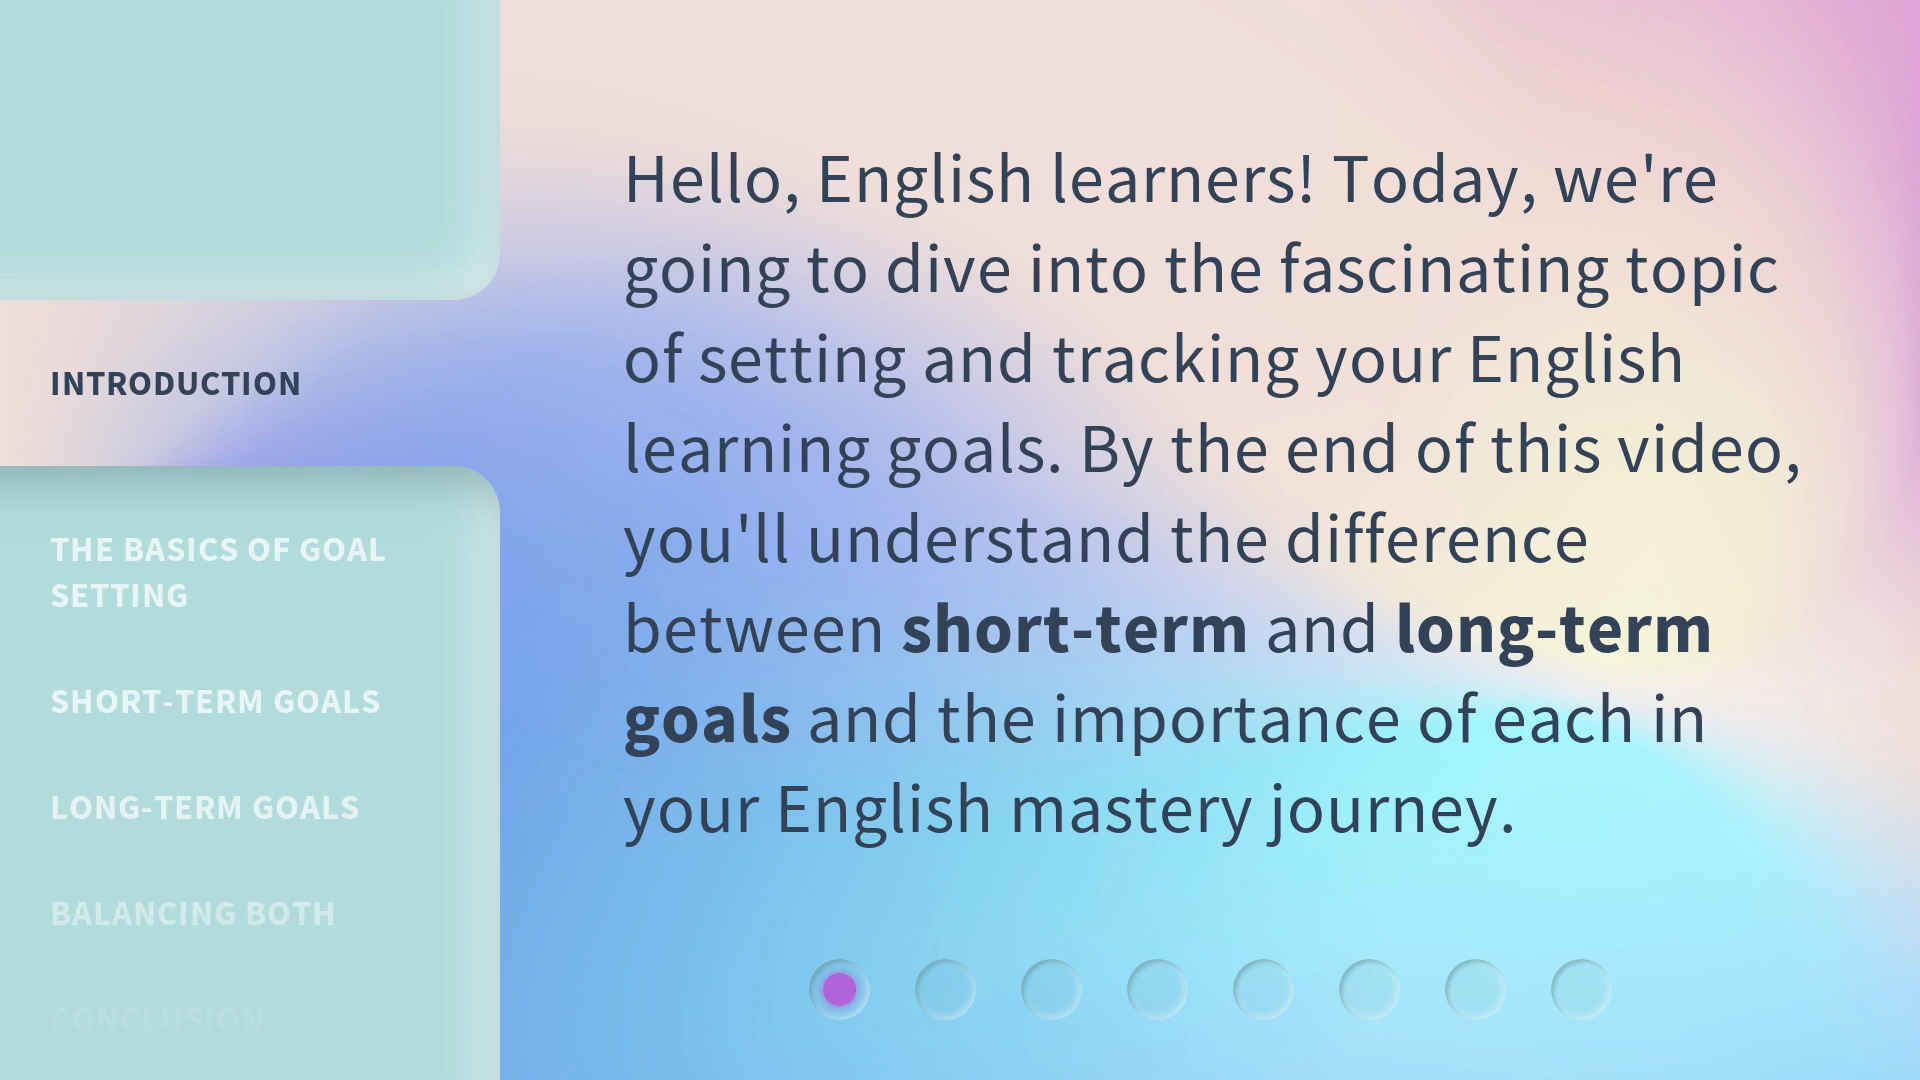 INTRODUCTION
THE BASICS OF GOAL
SETTING
SHORT-TERM GOALS
LONG-TERM GOALS
BALANCING BOTH
CONCLUSION
Hello, English learners! Today, we're
going to dive into the fascinating topic
of setting and tracking your English
learning goals. By the end of this video,
you'll understand the difference
between short-term and long-term
goals and the importance of each in
your English mastery journey.